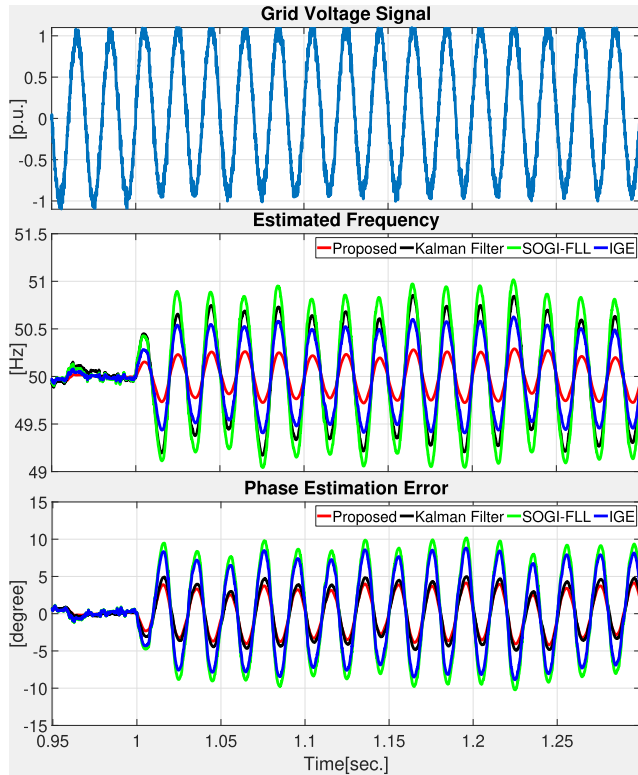 Grid Voltage Signal
1
0.5
0
-0.5
-1
[p.u.]
Estimated Frequency
51.5
51
50.5
50
49.5
49
[Hz]
Proposed Kalman Filter SOGI-FLL IGE
Phase Estimation Error
15
10
5
0
-5
-10
-15
[degree]
Proposed Kalman Filter SOGI-FLL IGE
0.95 1 1.05 1.1 1.15 1.2 1.25
Time[sec.]